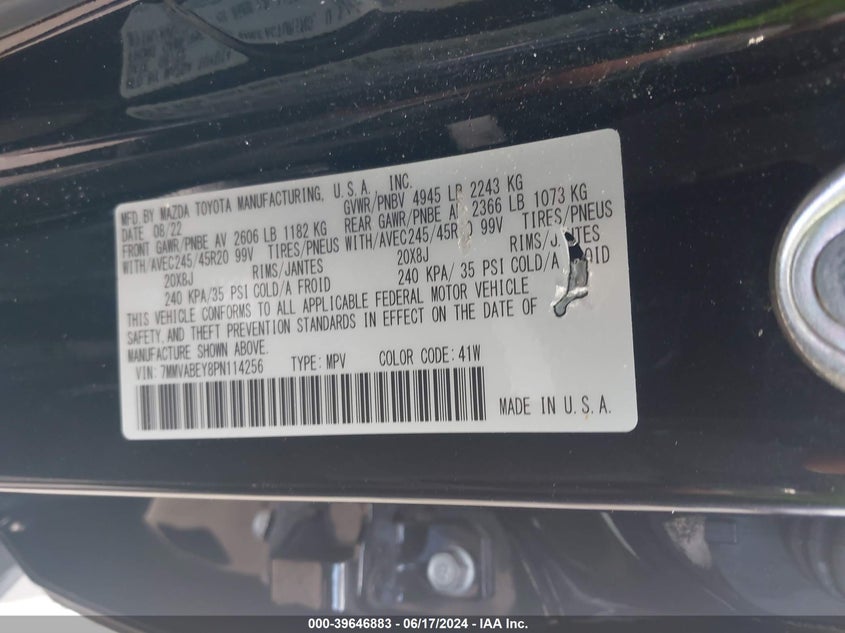 MFD. BY MAZDA TOYOTA MANUFACTURING, U.S.A., INC.
DATE 08/22 GVWR/PNBV 4945 LB 2243 KG
FRONT GAWR/PNBE AV 2606 LB 1182 KG REAR GAWR/PNBE AV 2366 LB 1073 KG
WITH/AVEC245/45R20 99V TIRES/PNEUS WITH/AVEC245/45R20 99V TIRES/PNEUS
20X8J RIMS/JANTES 20X8J RIMS/JANTES
240 KPA/35 PSI COLD/A FROID 240 KPA/ 35 PSI COLD/A FROID
THIS VEHICLE CONFORMS TO ALL APPLICABLE FEDERAL MOTOR VEHICLE
SAFETY, AND THEFT PREVENTION STANDARDS IN EFFECT ON THE DATE OF
MANUFACTURE SHOWN ABOVE.
VIN: 7MMVABEY8PN114256 TYPE: MPV COLOR CODE: 41W
MADE IN U.S.A.
000-39646883 - 06/17/2024 - IAA Inc.